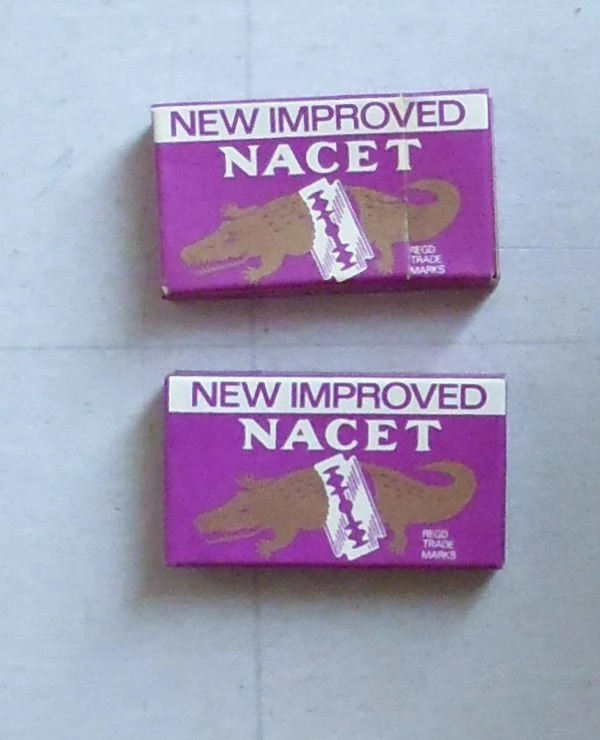 NEW IMPROVED
NACET
REGD
TRADE
MARKS
NEW IMPROVED
NACET
REGD
TRADE
MARKS